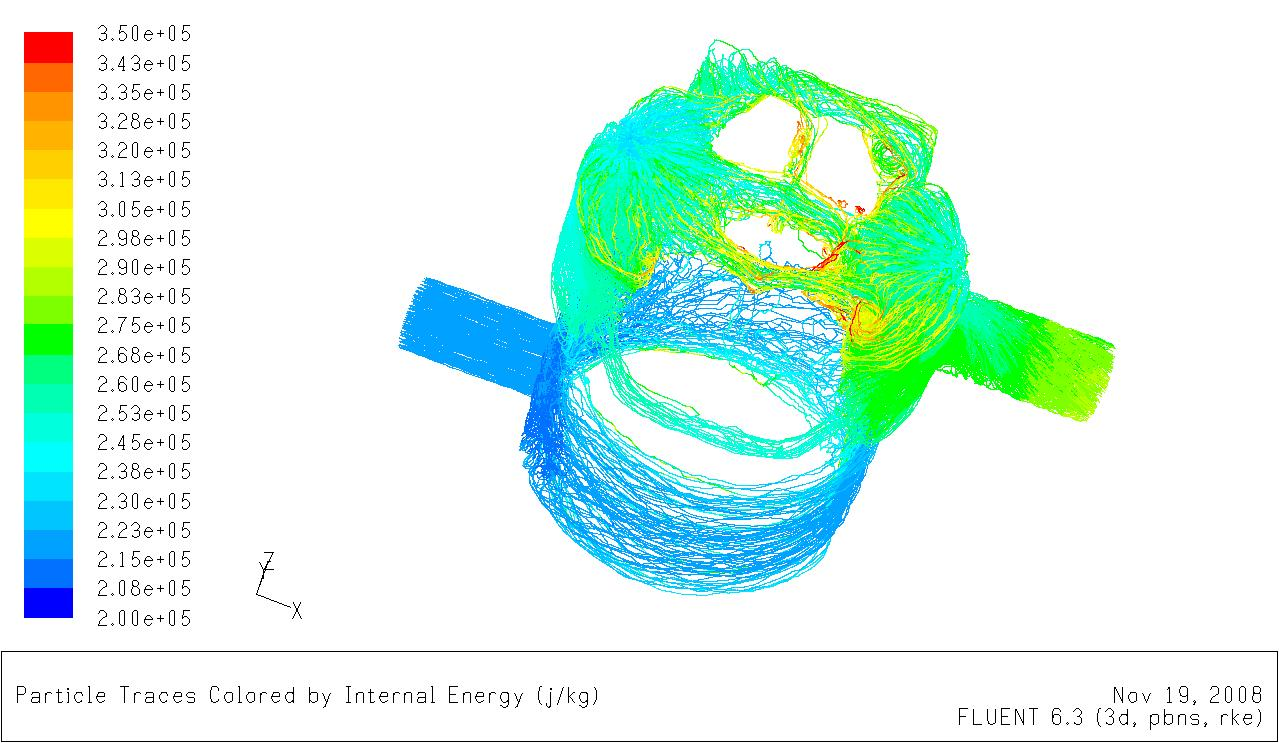 3.50e+05
3.43e+05
3.35e+05
3.28e+05
3.20e+05
3.13e+05
3.05e+05
2.98e+05
2.90e+05
2.83e+05
2.75e+05
2.68e+05
2.60e+05
2.53e+05
2.45e+05
2.38e+05
2.30e+05
2.23e+05
2.15e+05
2.08e+05
2.00e+05
Z
Y
X
Particle Traces Colored by Internal Energy (j/kg)
Nov 19, 2008
FLUENT 6.3 (3d, pbns, rke)